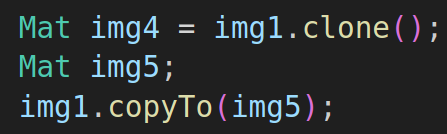 Mat img4 = img1.clone();
Mat img5;
img1.copyTo(img5);